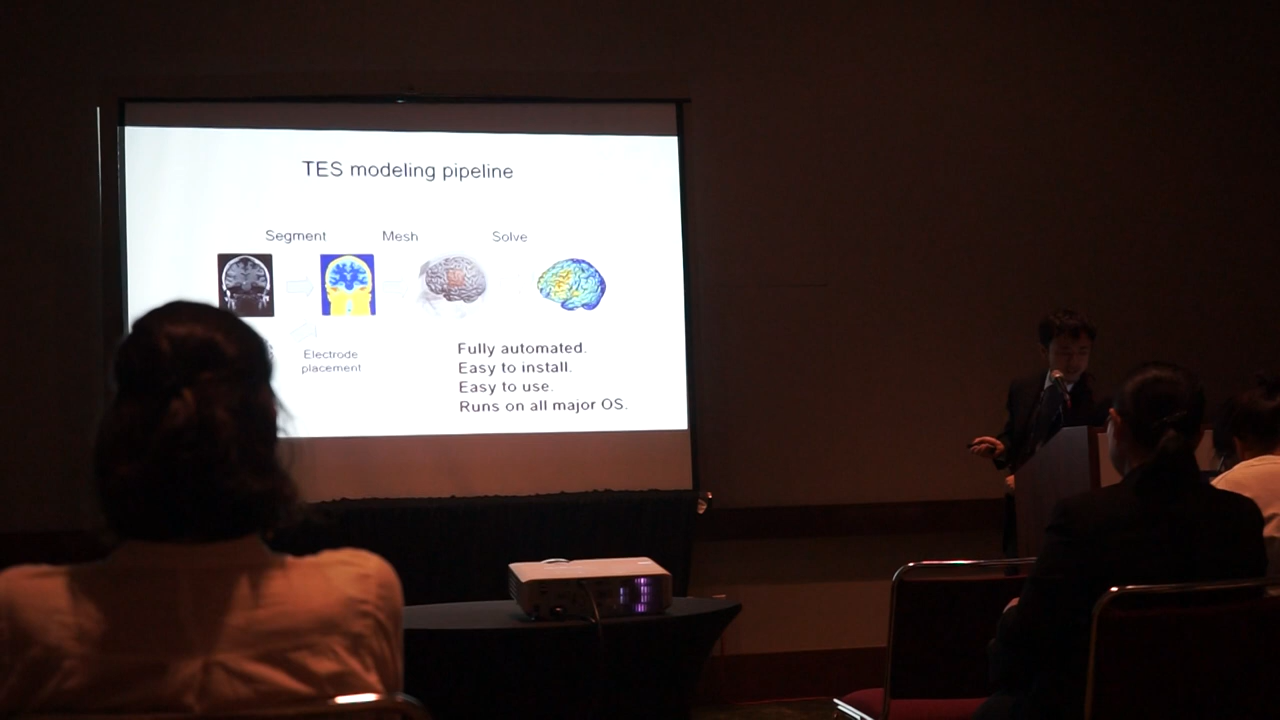 TES modeling pipeline
Segment Mesh Solve
Electrode
placement
Fully automated.
Easy to install.
Easy to use.
Runs on all major OS.